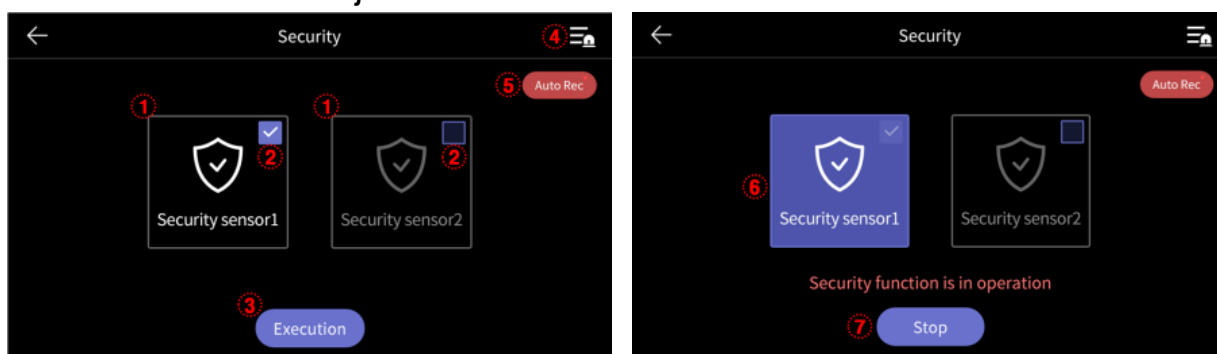 Security
4
5 Auto Rec
1
1
2
2
Security sensor1
Security sensor2
3
Execution
Security
Auto Rec
6
Security sensor1
Security sensor2
Security function is in operation
7 Stop